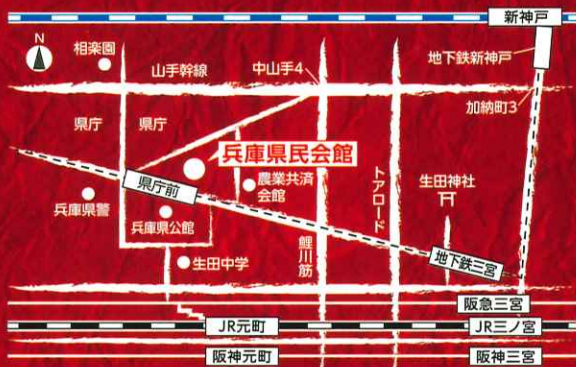 新神戸
N
相楽園
地下鉄新神戸
山手幹線
中山手4
加納町3
県庁
県庁
兵庫県民会館
県庁前
農業共済
会館
トアロード
生田神社
兵庫県警
兵庫県公館
鯉川筋
生田中学
地下鉄三宮
阪急三宮
JR元町
JR三ノ宮
阪神元町
阪神三宮